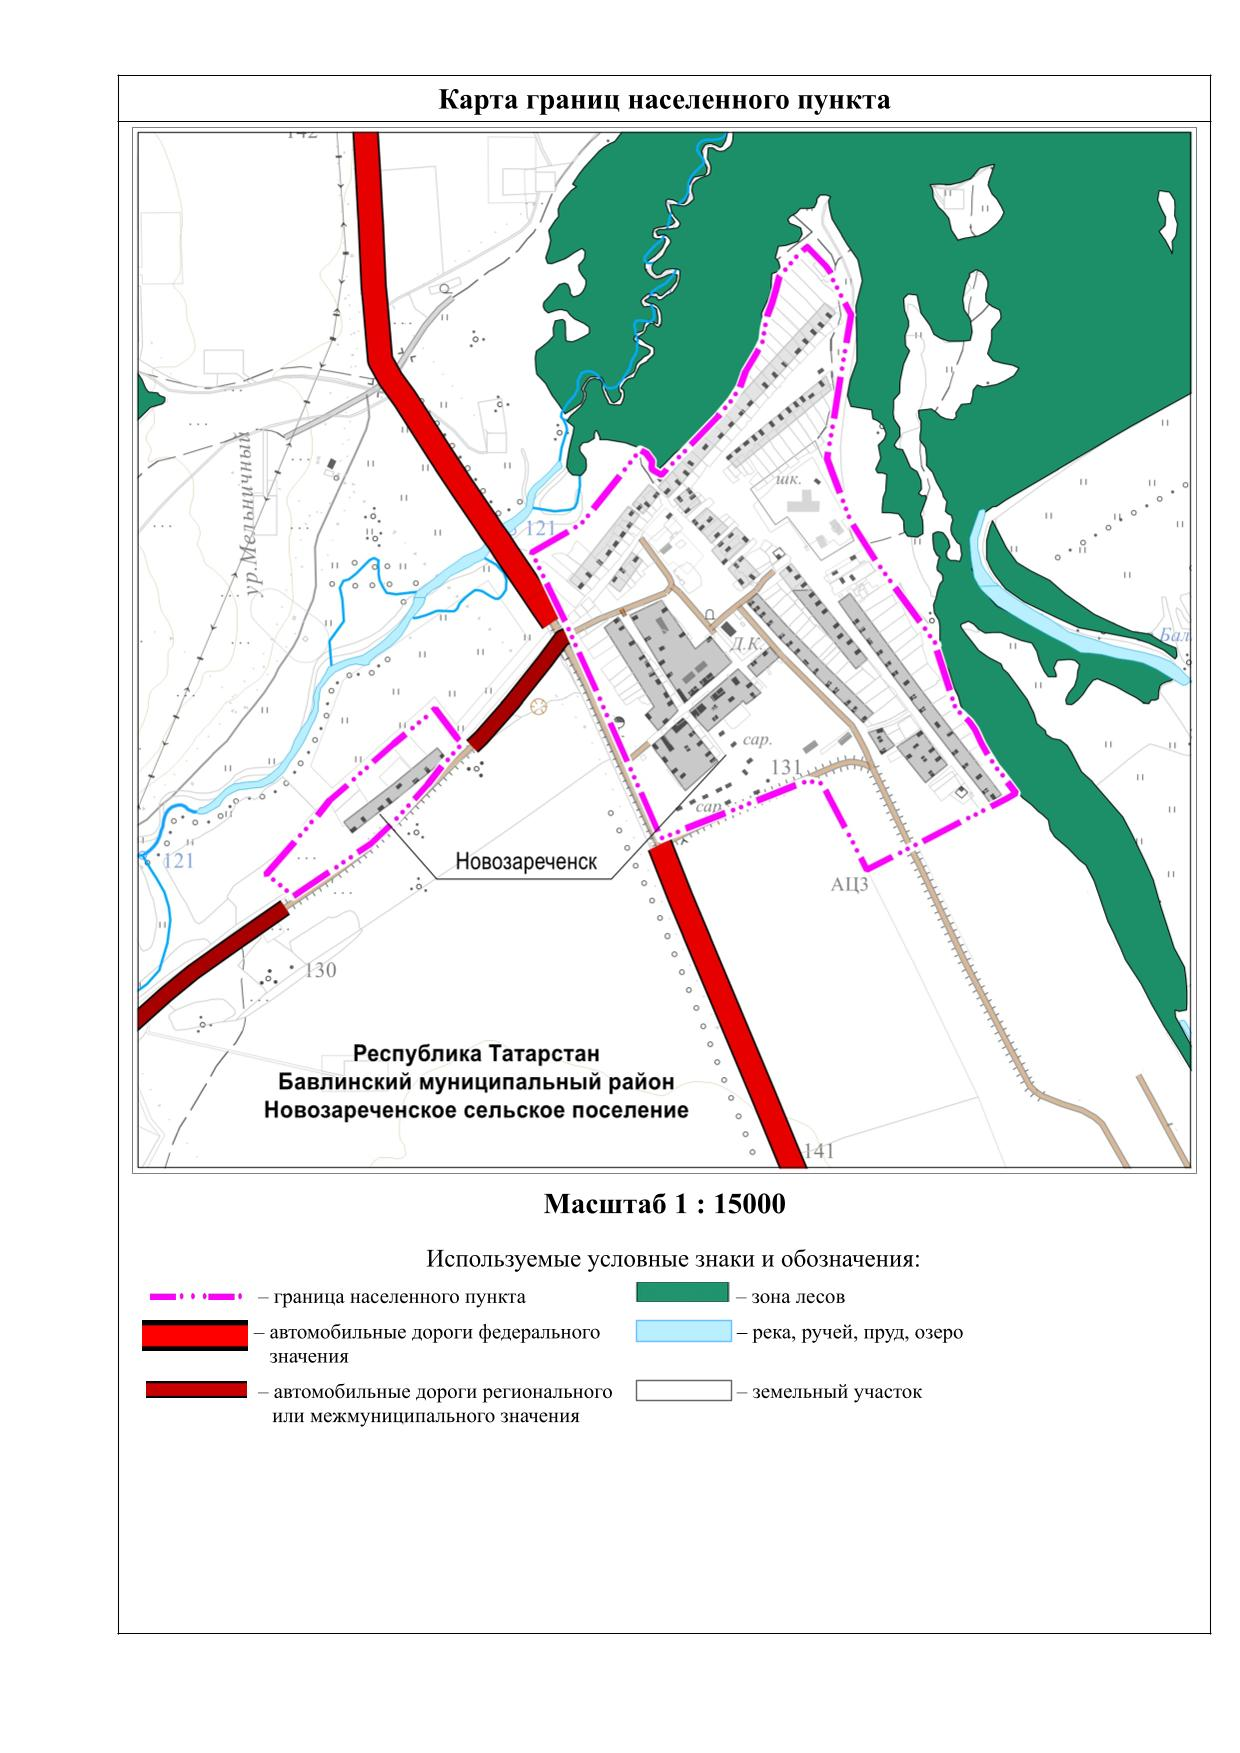 Карта границ населенного пункта
142
ур.Мельничный
шк.
121
Д.К.
Бал.
сар.
131
сар.
121
Новозареченск
АЦЗ
130
Республика Татарстан
Бавлинский муниципальный район
Новозареченское сельское поселение
141
Масштаб 1 : 15000
Используемые условные знаки и обозначения:
– граница населенного пункта
– зона лесов
– автомобильные дороги федерального
значения
– река, ручей, пруд, озеро
– автомобильные дороги регионального
или межмуниципального значения
– земельный участок